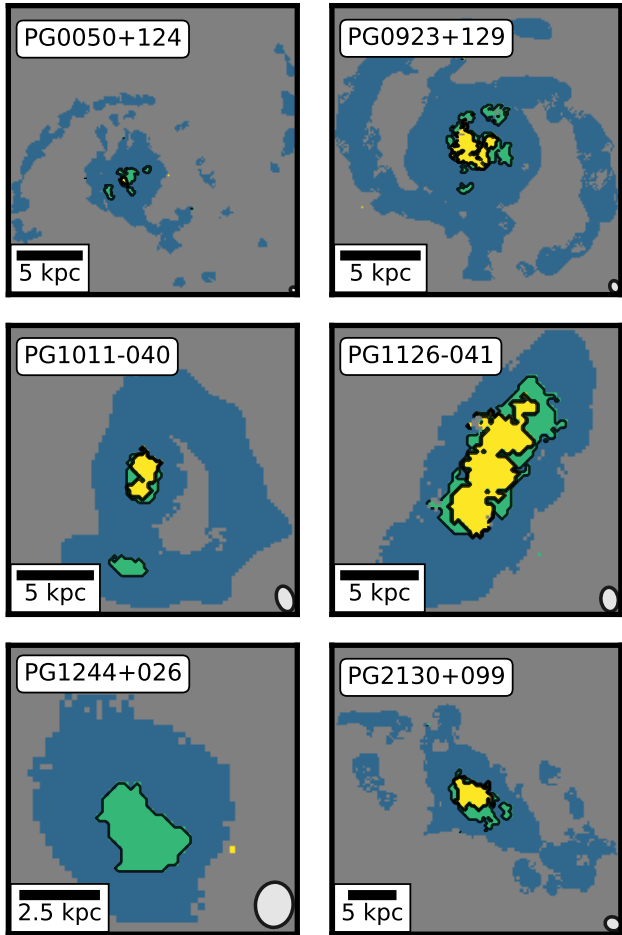 PG0050+124
5 kpc
PG0923+129
5 kpc
PG1011-040
5 kpc
PG1126-041
5 kpc
PG1244+026
2.5 kpc
PG2130+099
5 kpc